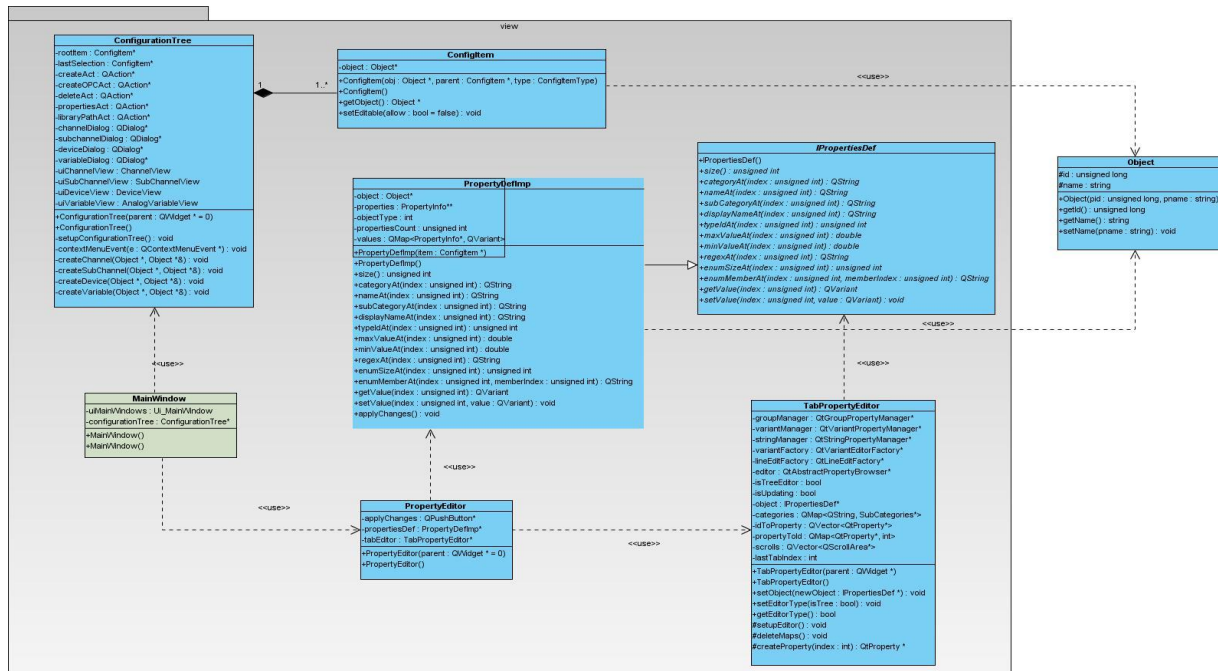 view
ConfigurationTree
-rootItem : ConfigItem*
-lastSelection : ConfigItem*
-createAct : QAction*
-createOPCAct : QAction*
-deleteAct : QAction*
-propertiesAct : QAction*
-libraryPathAct : QAction*
-channelDialog : QDialog*
-subchannelDialog : QDialog*
-deviceDialog : QDialog*
-variableDialog : QDialog*
-uiChannelView : ChannelView
-uiSubChannelView : SubChannelView
-uiDeviceView : DeviceView
-uiVariableView : AnalogVariableView
+ConfigurationTree(parent : QWidget * = 0)
+ConfigurationTree()
-setupConfigurationTree() : void
-contextMenuEvent(e : QContextMenuEvent *) : void
-createChannel(Object *, Object *&) : void
-createSubChannel(Object *, Object *&) : void
-createDevice(Object *, Object *&) : void
-createVariable(Object *, Object *&) : void
1
1..*
ConfigItem
-object : Object*
+ConfigItem(obj : Object *, parent : ConfigItem *, type : ConfigItemType)
+ConfigItem()
+getObject() : Object *
+setEditable(allow : bool = false) : void
<<use>>
IPropertiesDef
+IPropertiesDef()
+size() : unsigned int
+categoryAt(index : unsigned int) : QString
+nameAt(index : unsigned int) : QString
+subCategoryAt(index : unsigned int) : QString
+displayNameAt(index : unsigned int) : QString
+typeIdAt(index : unsigned int) : unsigned int
+maxValueAt(index : unsigned int) : double
+minValueAt(index : unsigned int) : double
+regexAt(index : unsigned int) : QString
+enumSizeAt(index : unsigned int) : unsigned int
+enumMemberAt(index : unsigned int, memberIndex : unsigned int) : QString
+getValue(index : unsigned int) : QVariant
+setValue(index : unsigned int, value : QVariant) : void
Object
#id : unsigned long
#name : string
+Object(pid : unsigned long, pname : string)
+getId() : unsigned long
+getName() : string
+setName(pname : string) : void
PropertyDefImp
-object : Object*
-properties : PropertyInfo**
-objectType : int
-propertiesCount : unsigned int
-values : QMap<PropertyInfo*, QVariant>
+PropertyDefImp(item : ConfigItem *)
+PropertyDefImp()
+size() : unsigned int
+categoryAt(index : unsigned int) : QString
+nameAt(index : unsigned int) : QString
+subCategoryAt(index : unsigned int) : QString
+displayNameAt(index : unsigned int) : QString
+typeIdAt(index : unsigned int) : unsigned int
+maxValueAt(index : unsigned int) : double
+minValueAt(index : unsigned int) : double
+regexAt(index : unsigned int) : QString
+enumSizeAt(index : unsigned int) : unsigned int
+enumMemberAt(index : unsigned int, memberIndex : unsigned int) : QString
+getValue(index : unsigned int) : QVariant
+setValue(index : unsigned int, value : QVariant) : void
+applyChanges() : void
<<use>>
<<use>>
<<use>>
MainWindow
-uiMainWindows : Ui_MainWindow
-configurationTree : ConfigurationTree*
+MainWindow()
+MainWindow()
<<use>>
<<use>>
PropertyEditor
-applyChanges : QPushButton*
-propertiesDef : PropertyDefImp*
-tabEditor : TabPropertyEditor*
+PropertyEditor(parent : QWidget * = 0)
+PropertyEditor()
<<use>>
TabPropertyEditor
-groupManager : QtGroupPropertyManager*
-variantManager : QtVariantPropertyManager*
-stringManager : QtStringPropertyManager*
-variantFactory : QtVariantEditorFactory*
-lineEditFactory : QtLineEditFactory*
-editor : QtAbstractPropertyBrowser*
-isTreeEditor : bool
-isUpdating : bool
-object : IPropertiesDef*
-categories : QMap<QString, SubCategories*>
-idToProperty : QVector<QtProperty*>
-propertyToId : QMap<QtProperty*, int>
-scrolls : QVector<QScrollArea*>
-lastTabIndex : int
+TabPropertyEditor(parent : QWidget *)
+TabPropertyEditor()
+setObject(newObject : IPropertiesDef *) : void
+setEditorType(isTree : bool) : void
+getEditorType() : bool
#setupEditor() : void
#deleteMaps() : void
#createProperty(index : int) : QtProperty *